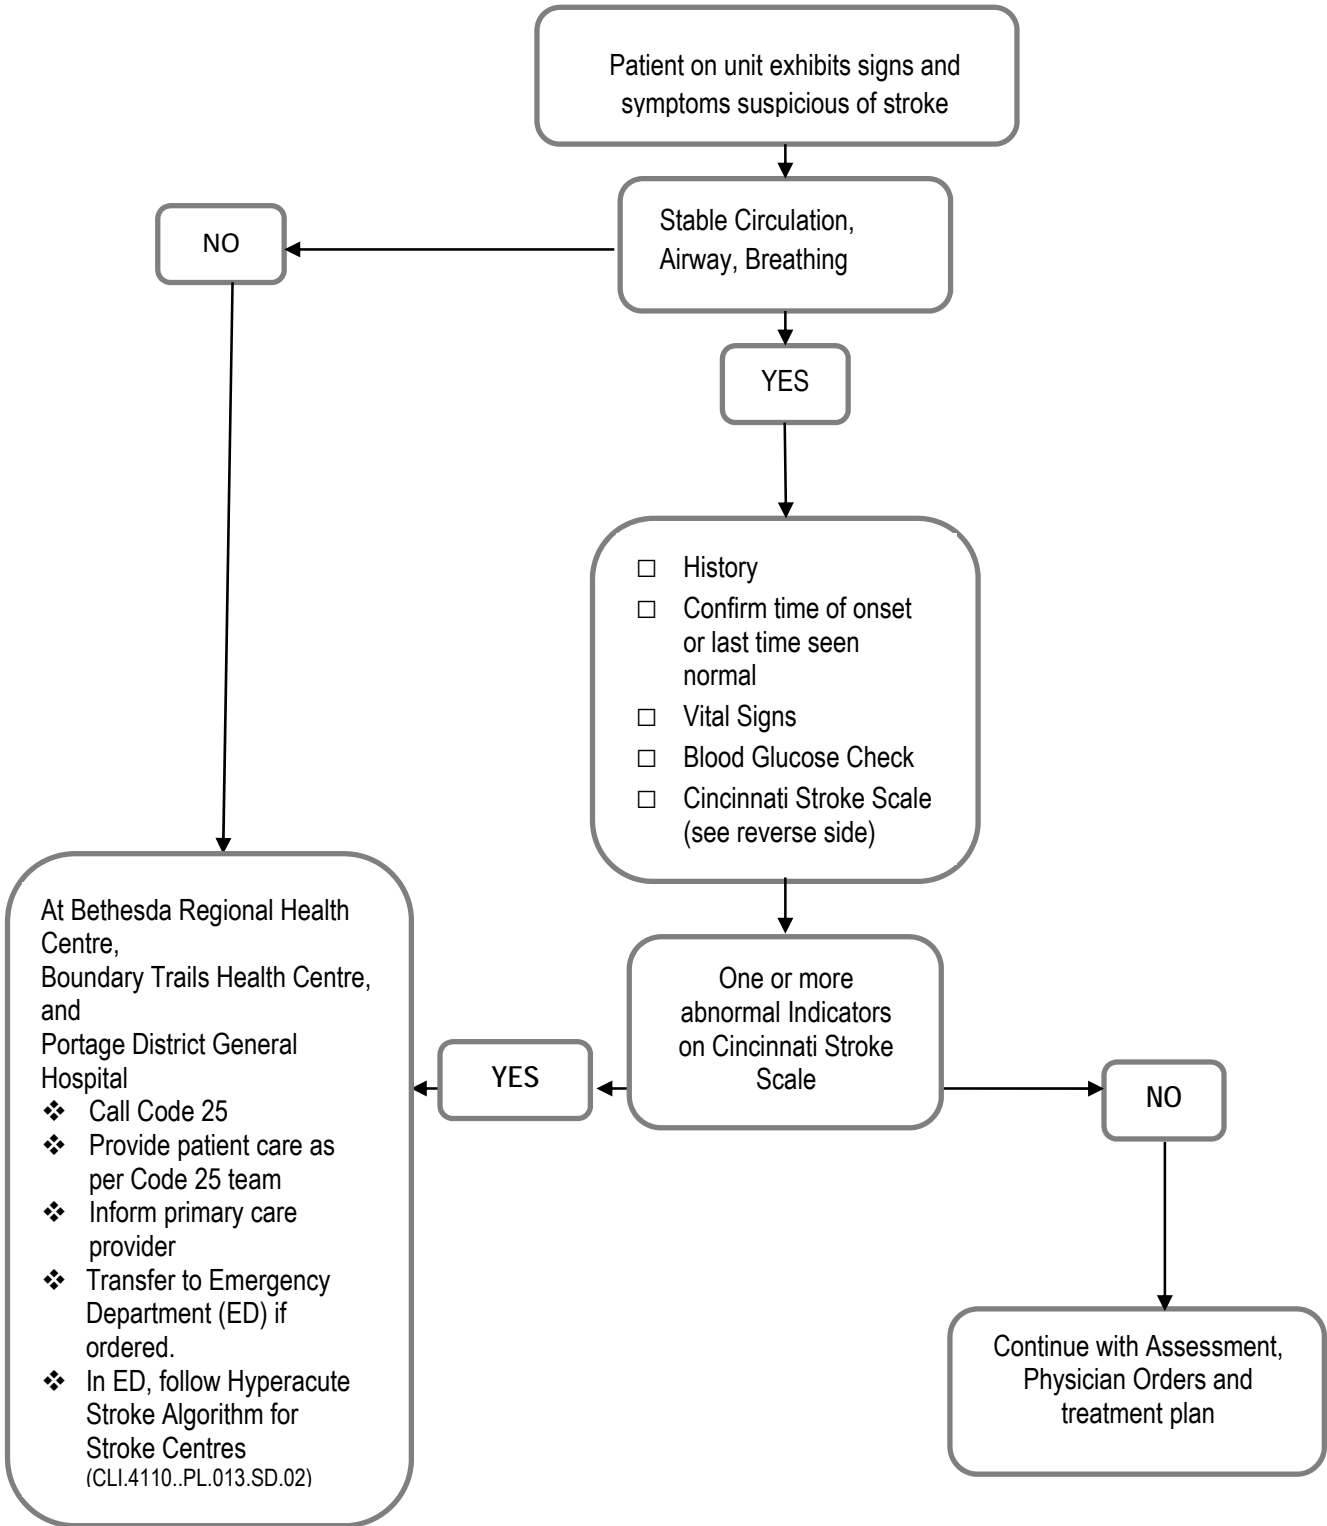 Patient on unit exhibits signs and
symptoms suspicious of stroke
Stable Circulation,
Airway, Breathing
NO
YES
□ History
□ Confirm time of onset
or last time seen
normal
□ Vital Signs
□ Blood Glucose Check
□ Cincinnati Stroke Scale
(see reverse side)
One or more
abnormal Indicators
on Cincinnati Stroke
Scale
YES
NO
At Bethesda Regional Health
Centre,
Boundary Trails Health Centre,
and
Portage District General
Hospital
❖ Call Code 25
❖ Provide patient care as
per Code 25 team
❖ Inform primary care
provider
❖ Transfer to Emergency
Department (ED) if
ordered.
❖ In ED, follow Hyperacute
Stroke Algorithm for
Stroke Centres
(CLI.4110..PL.013.SD.02)
Continue with Assessment,
Physician Orders and
treatment plan